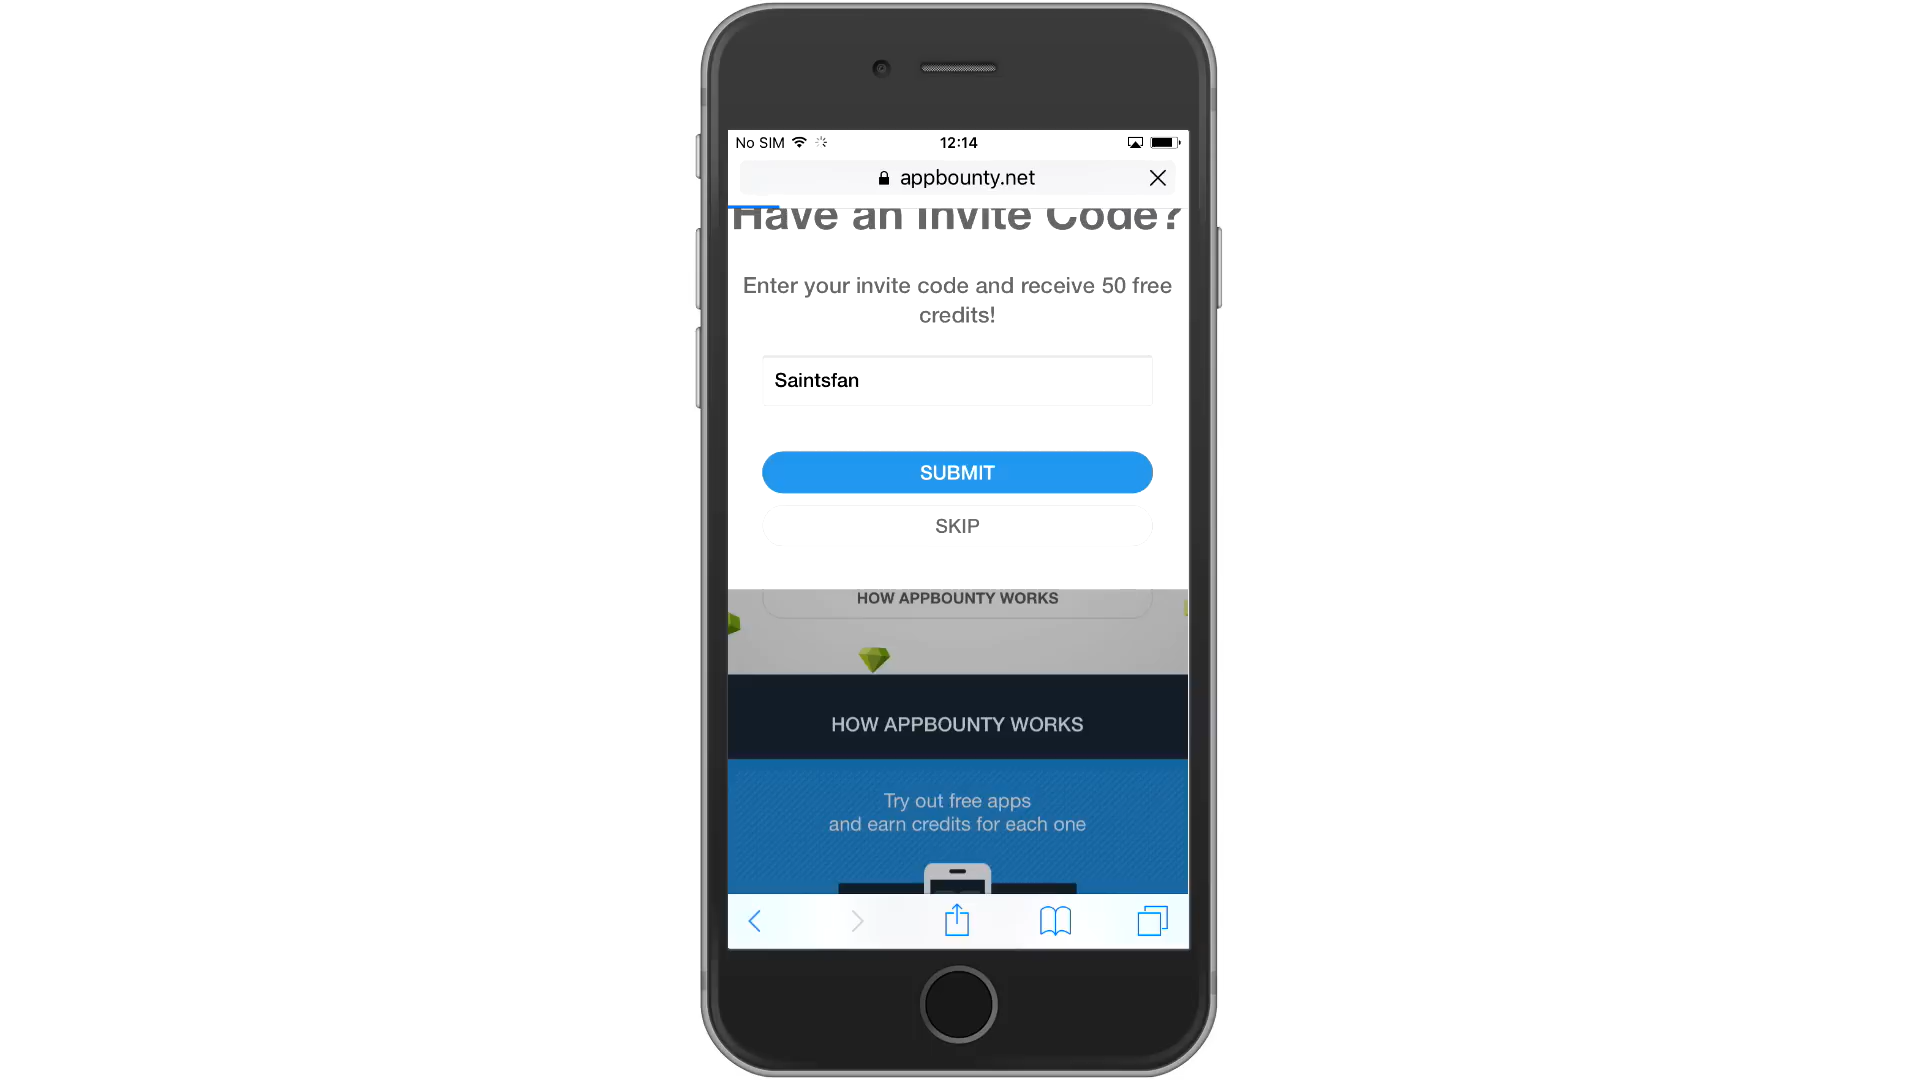 No SIM 12:14
appbounty.net
Have an Invite Code?
Enter your invite code and receive 50 free
credits!
Saintsfan
SUBMIT
SKIP
HOW APPBOUNTY WORKS
HOW APPBOUNTY WORKS
Try out free apps
and earn credits for each one